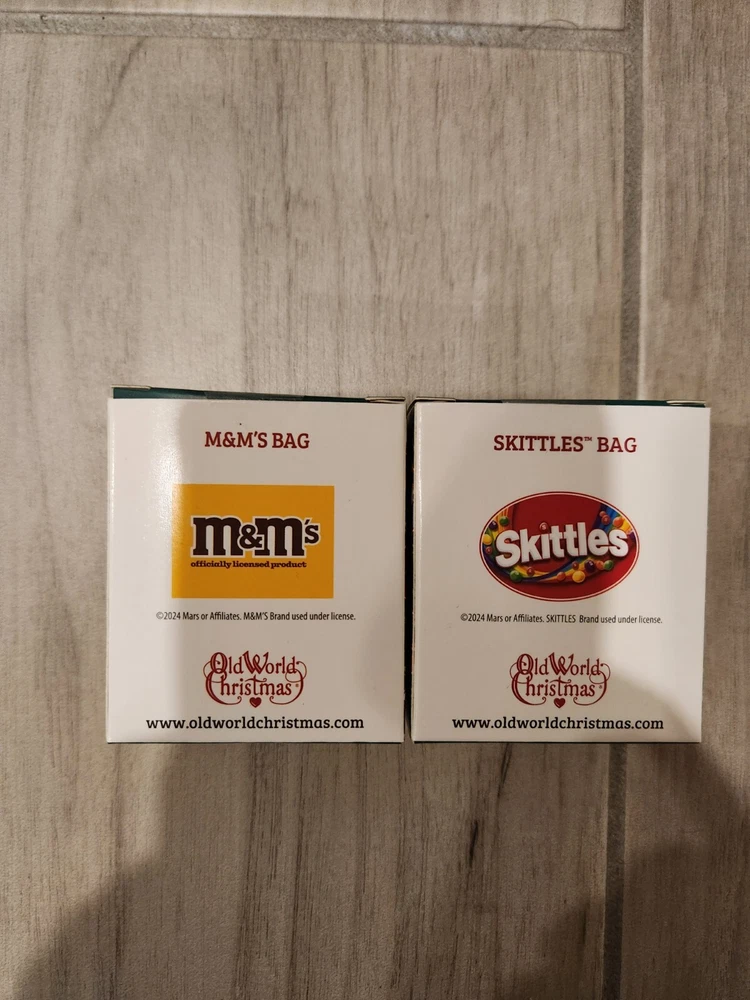 M&M'S BAG
m&m's
officially licensed product
©2024 Mars or Affiliates. M&M'S Brand used under license.
Old World
Christmas®
www.oldworldchristmas.com
SKITTLES™ BAG
Skittles
©2024 Mars or Affiliates. SKITTLES Brand used under license.
Old World
Christmas®
www.oldworldchristmas.com